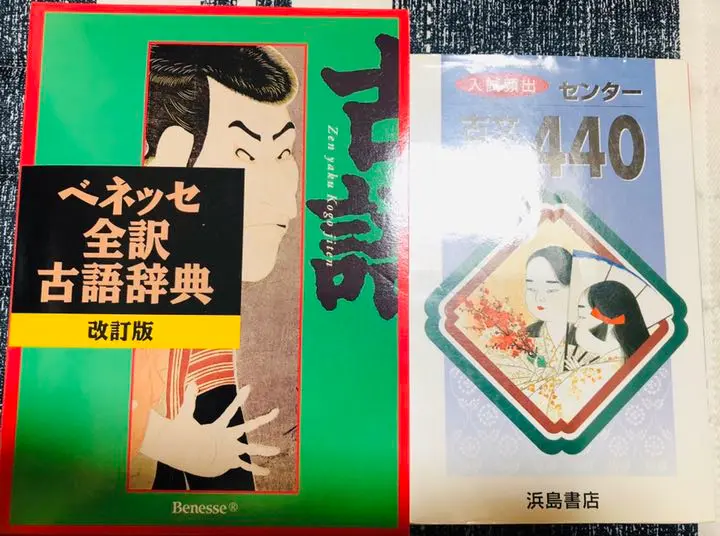 古語
Zen yaku Kogo Jiten
ベネッセ
全訳
古語辞典
改訂版
Benesse®
入試頻出 センター
古文
440
浜島書店